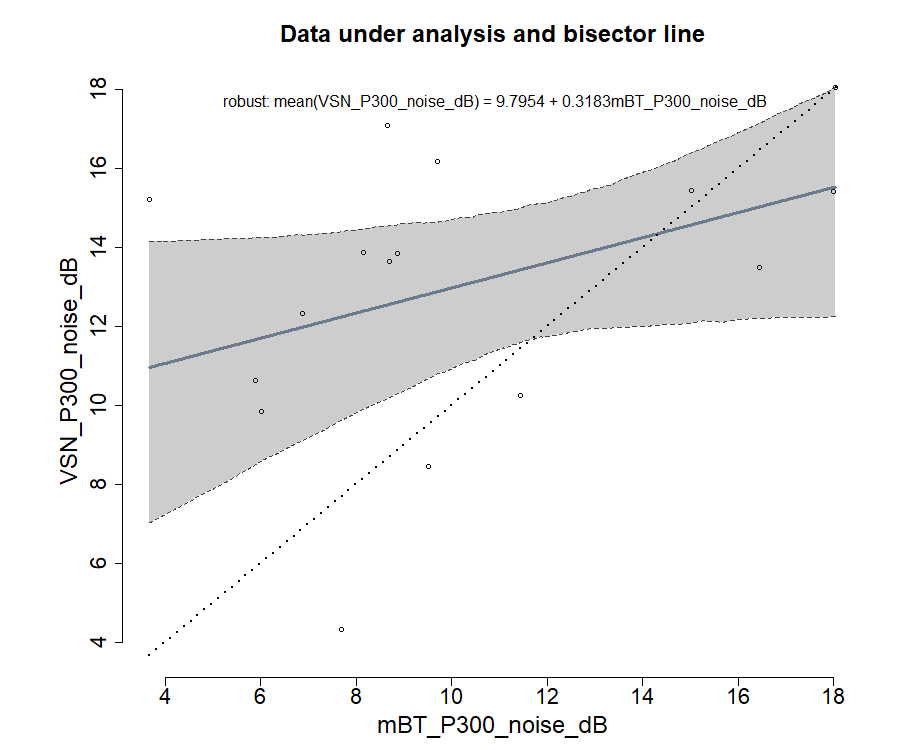 Data under analysis and bisector line
robust: mean(VSN_P300_noise_dB) = 9.7954 + 0.3183mBT_P300_noise_dB
VSN_P300_noise_dB
18
16
14
12
10
8
6
4
4 6 8 10 12 14 16 18
mBT_P300_noise_dB